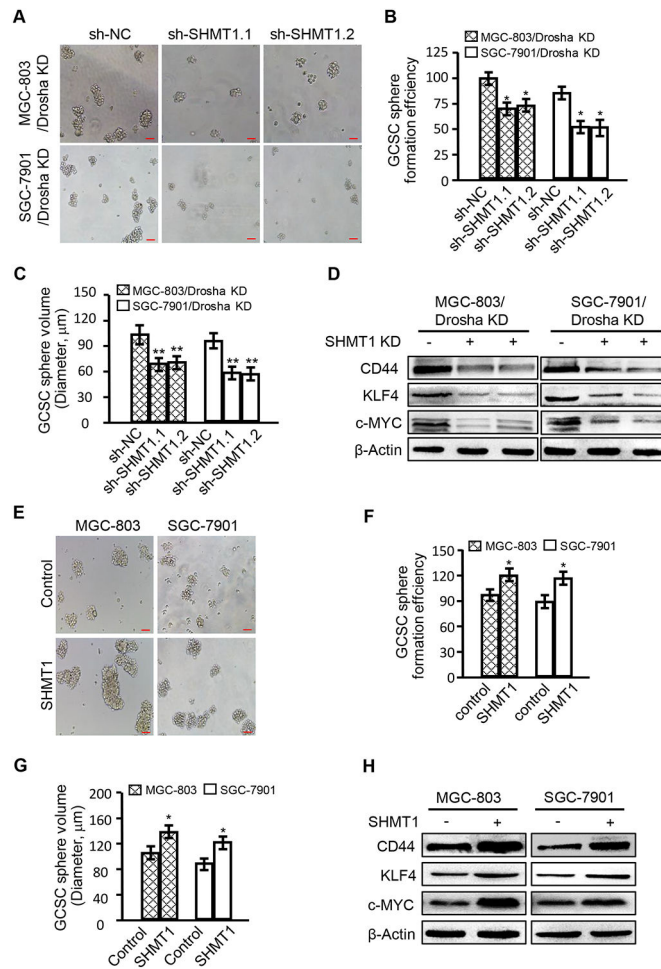 A
sh-NC
sh-SHMT1.1
sh-SHMT1.2
MGC-803
/Drosha KD
SGC-7901
/Drosha KD
B
MGC-803/Drosha KD
SGC-7901/Drosha KD
GCSC sphere
formation effciency
125
100
75
50
25
0
*
*
*
*
sh-NC
sh-SHMT1.1
sh-SHMT1.2
sh-NC
sh-SHMT1.1
sh-SHMT1.2
C
MGC-803/Drosha KD
SGC-7901/Drosha KD
GCSC sphere volume
(Diameter, μm)
150
120
90
60
30
0
**
**
**
**
sh-NC
sh-SHMT1.1
sh-SHMT1.2
sh-NC
sh-SHMT1.1
sh-SHMT1.2
D
MGC-803/
Drosha KD
SGC-7901/
Drosha KD
SHMT1 KD - + + - + +
CD44
KLF4
c-MYC
β-Actin
E
MGC-803
SGC-7901
Control
SHMT1
F
MGC-803
SGC-7901
GCSC sphere
formation effciency
150
120
90
60
30
0
*
*
control
SHMT1
control
SHMT1
G
MGC-803
SGC-7901
GCSC sphere volume
(Diameter, μm)
200
160
120
80
40
0
*
*
Control
SHMT1
Control
SHMT1
H
MGC-803
SGC-7901
SHMT1 - + - +
CD44
KLF4
c-MYC
β-Actin